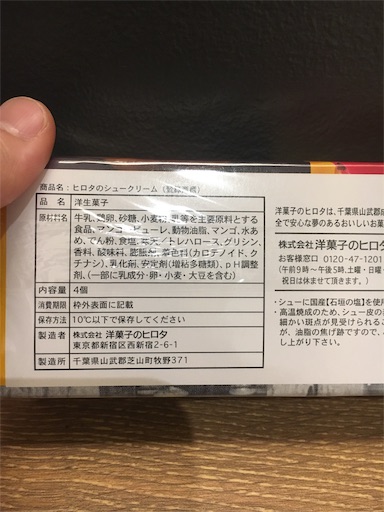 商品名:ヒロタのシュークリーム
品 名 洋生菓子
原材料名 牛乳、鶏卵、砂糖、小麦粉、乳等を主要原料とする
食品、マンゴーピューレ、動物油脂、マンゴ、水あ
め、でん粉、食塩、モチ/トレハロース、グリシン、
香料、酸味料、膨脹剤、着色料(カロテノイド、ク
チナシ)、乳化剤、安定剤(増粘多糖類)、pH調整
剤、(一部に乳成分・卵・小麦・大豆を含む)
内容量 4個
消費期限 枠外表面に記載
保存方法 10℃以下で保存してください
製造者 株式会社 洋菓子のヒロタ
東京都新宿区西新宿2-6-1
製造所 千葉県山武郡芝山町牧野371
洋菓子のヒロタは、千葉県山武
全で安心な夢のあるおいしいお菓
株式会社 洋菓子のヒロ
お客様窓口 0120-47-1201
(午前9時~午後5時、土曜・日曜・
祝日は休ませて頂きます。)
・シューに国産【石垣の塩】を使用
・高温焼成のため、シュー皮の表
細かい斑点が見受けられること
が、油脂の焦げ跡ですので、こ
し上がり下さい。